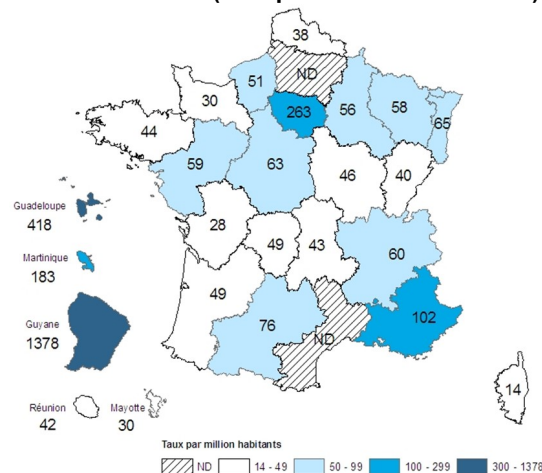 38
ND
51
30
263
56
58
65
44
59
63
46
40
Guadeloupe
418
28
49
43
60
Martinique
183
49
76
ND
102
Guyane
1378
14
Réunion
42
Mayotte
30
Taux par million habitants
ND 14 - 49 50 - 99 100 - 299 300 - 1378